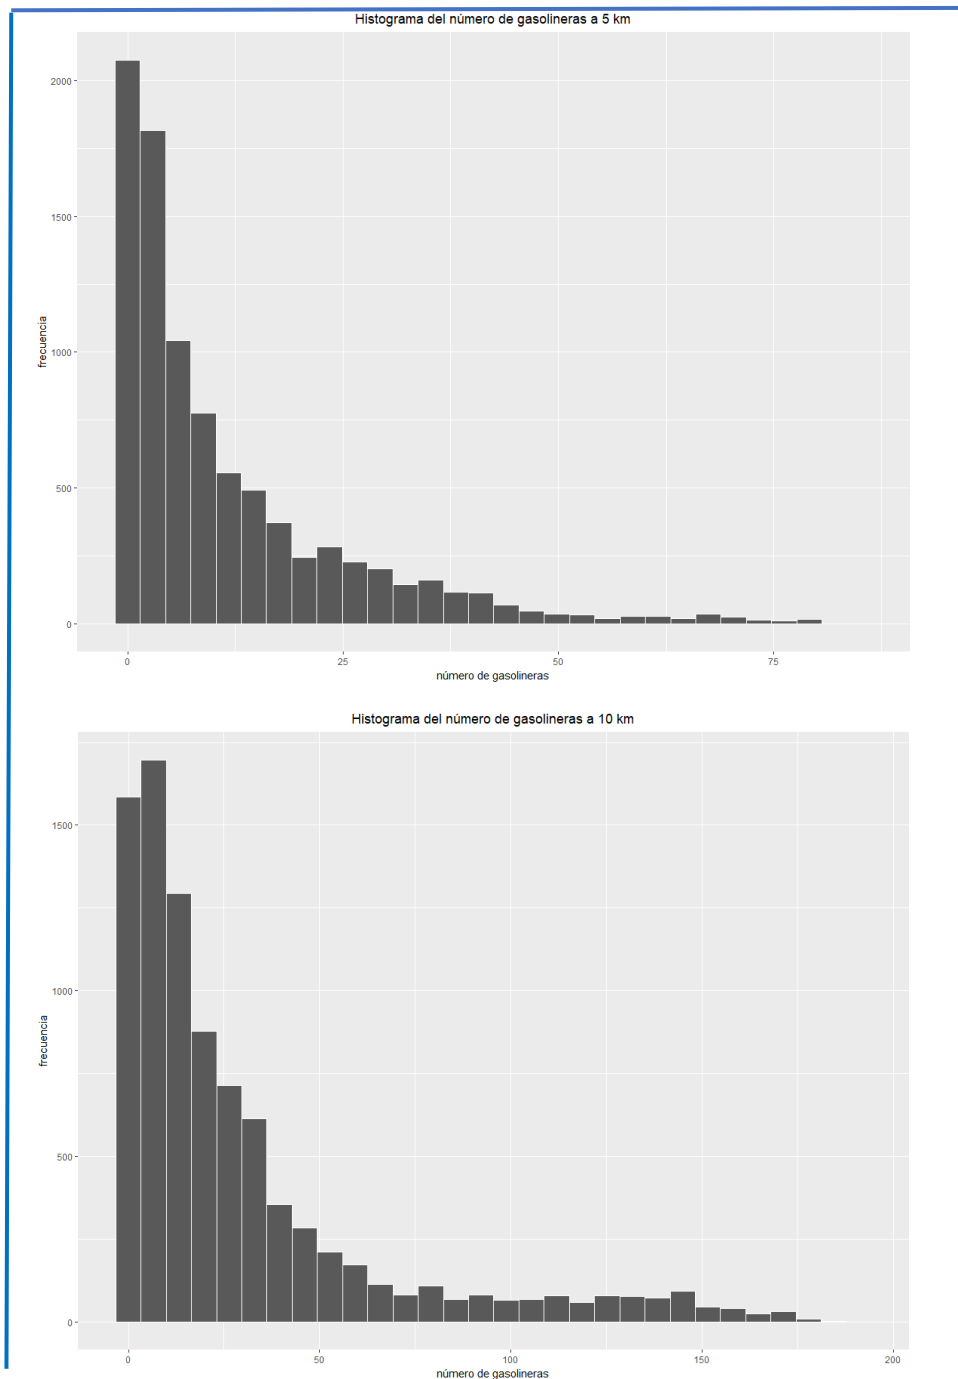 Histograma del número de gasolineras a 5 km
2000
1500
1000
500
0
frecuencia
0 25 50 75
número de gasolineras
Histograma del número de gasolineras a 10 km
1500
1000
500
0
frecuencia
0 50 100 150 200
número de gasolineras